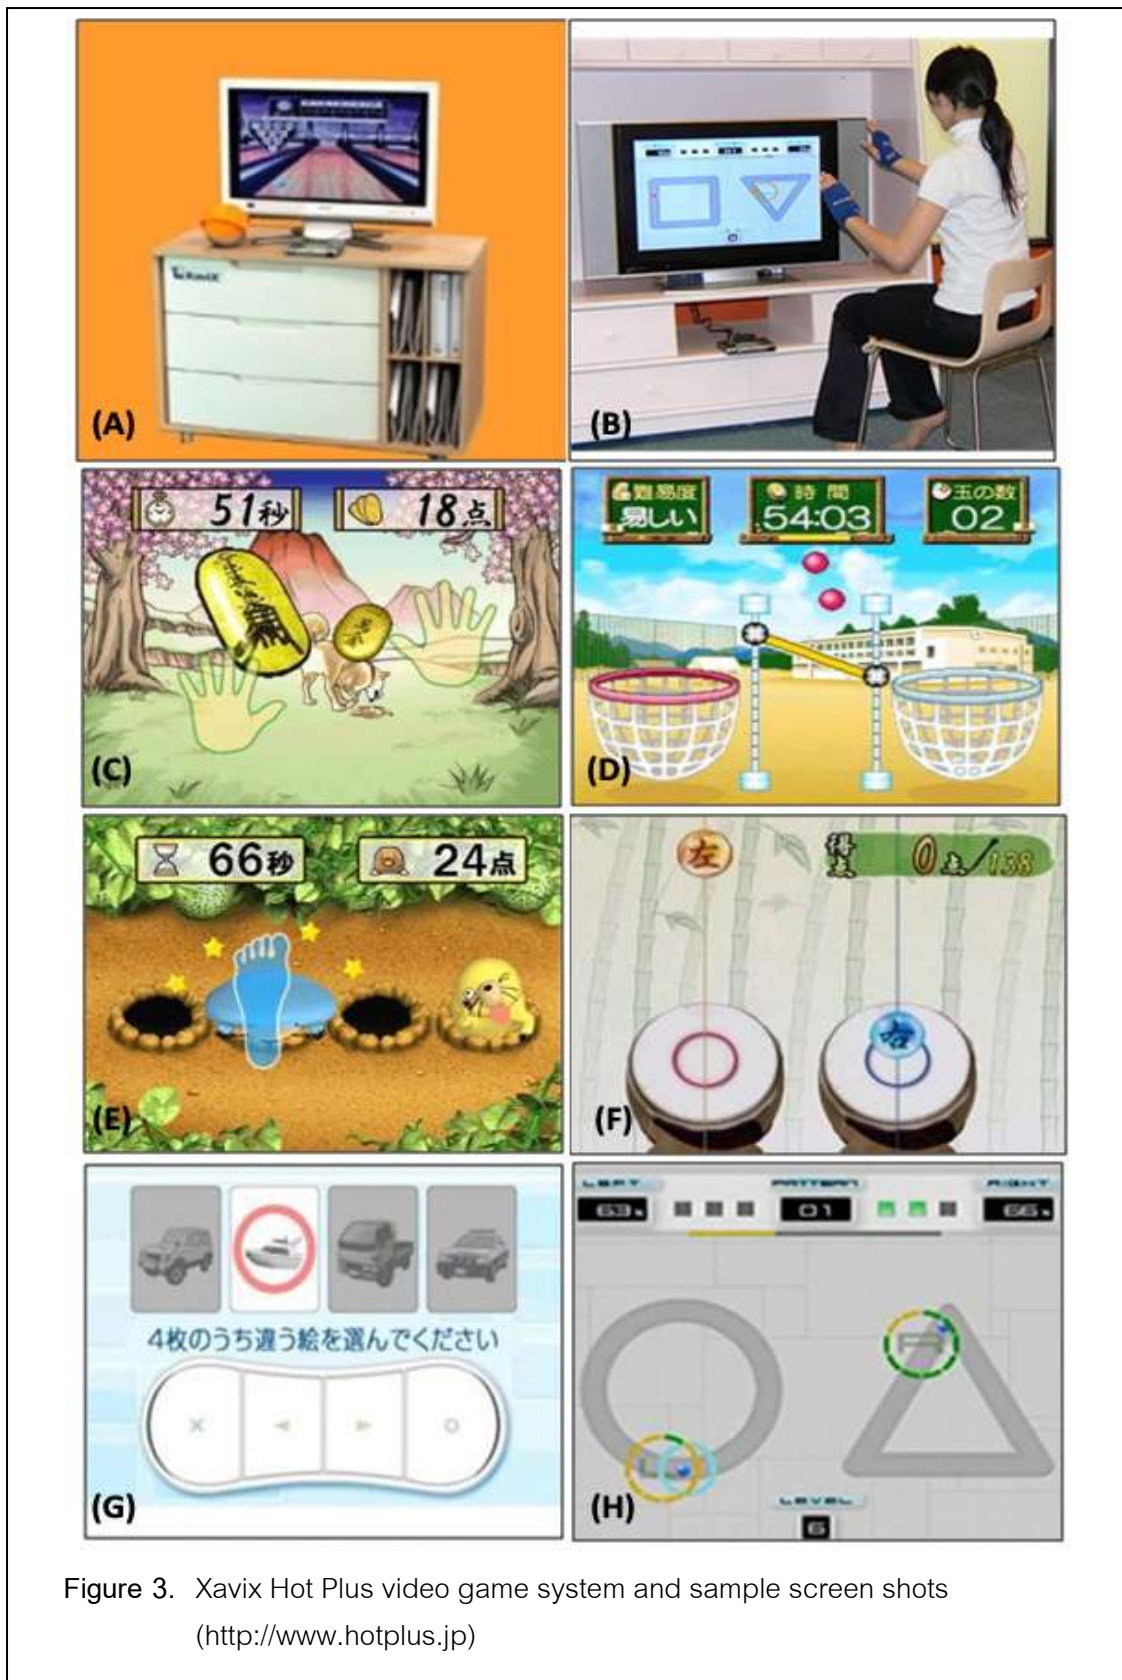 XaviX
(A)
(B)
51秒
18点
(C)
難易度
易しい
時間
54:03
玉の数
02
(D)
66秒
24点
(E)
左
得点
0点/138
(F)
4枚のうち違う絵を選んでください
(G)
LEFT
63%
PATTERN
01
RIGHT
66%
L
R
LEVEL
6
(H)
Figure 3. Xavix Hot Plus video game system and sample screen shots
(http://www.hotplus.jp)